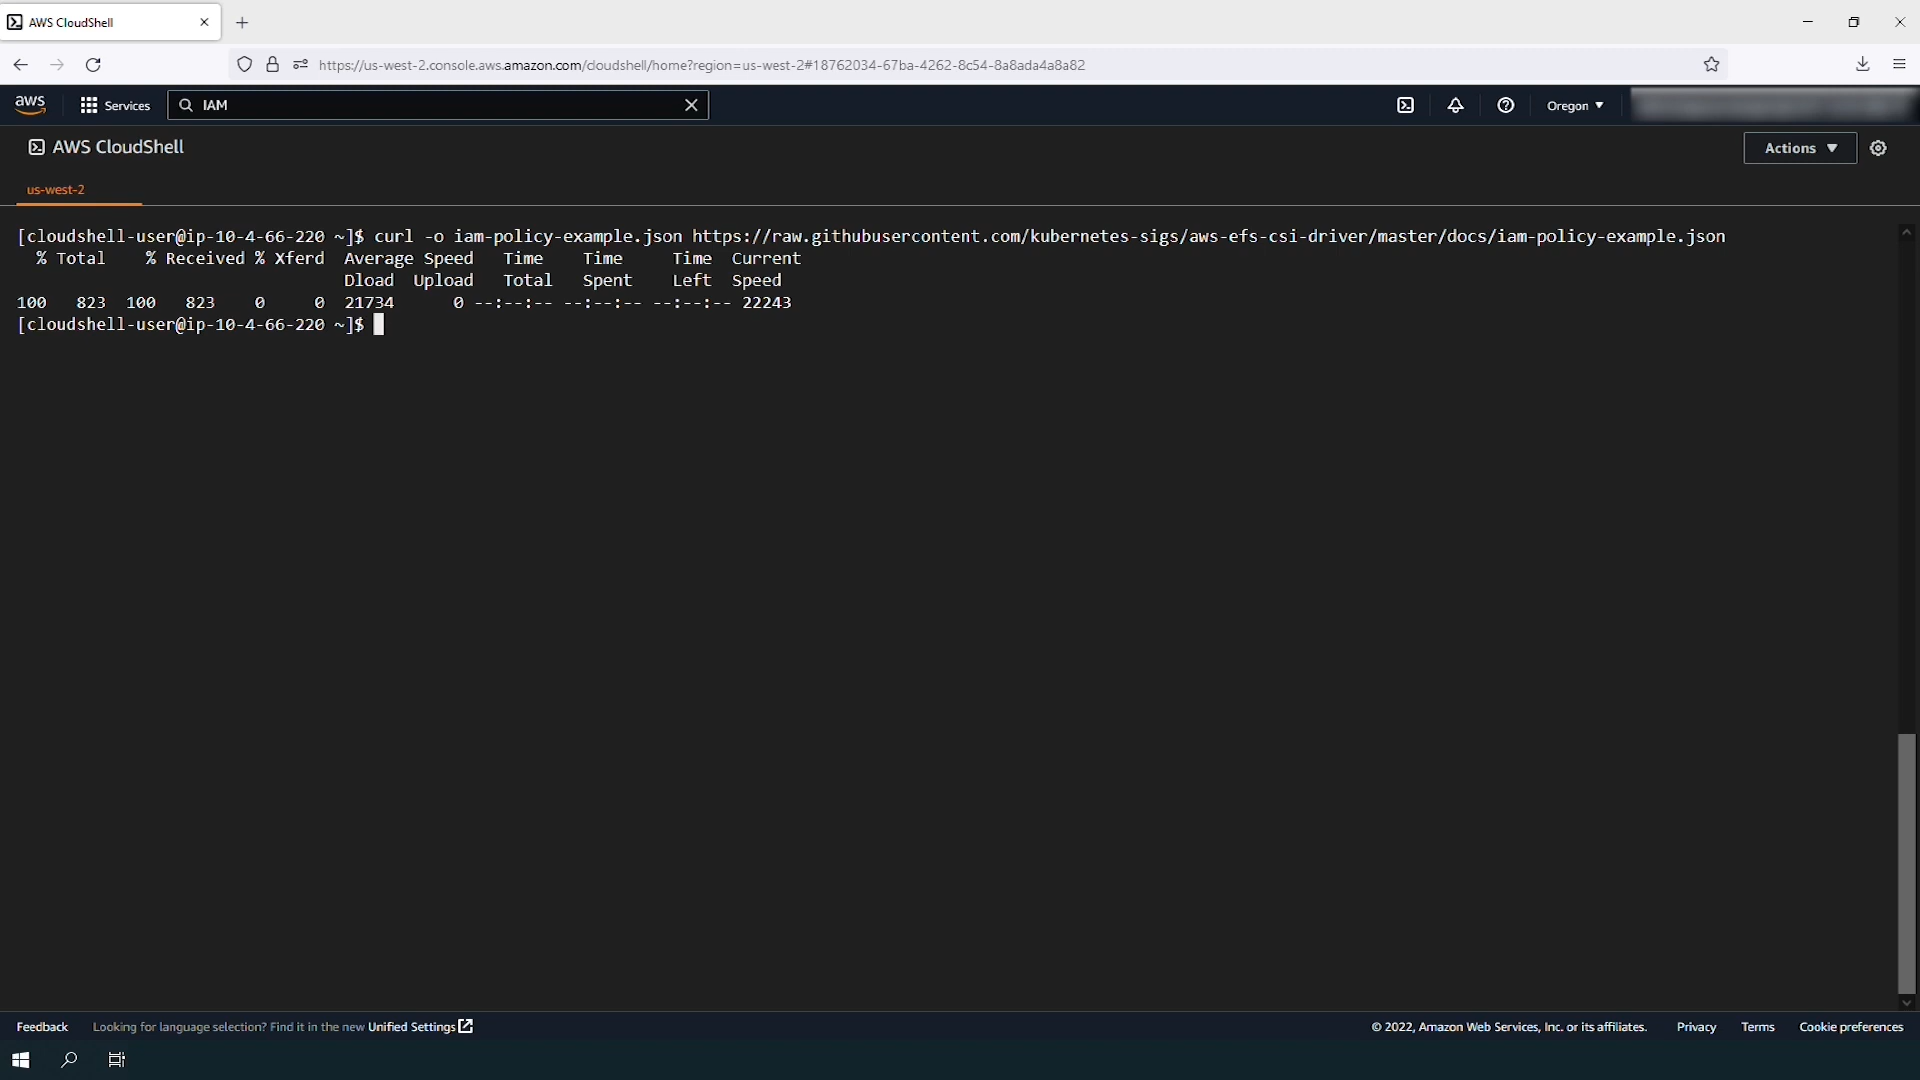 AWS CloudShell
https://us-west-2.console.aws.amazon.com/cloudshell/home?region=us-west-2#18762034-67ba-4262-8c54-8a8ada4a8a82
aws Services IAM Oregon
AWS CloudShell Actions
us-west-2
[cloudshell-user@ip-10-4-66-220 ~]$ curl -o iam-policy-example.json https://raw.githubusercontent.com/kubernetes-sigs/aws-efs-csi-driver/master/docs/iam-policy-example.json
% Total % Received % Xferd Average Speed Time Time Time Current
Dload Upload Total Spent Left Speed
100 823 100 823 0 0 21734 0 --:--:-- --:--:-- --:--:-- 22243
[cloudshell-user@ip-10-4-66-220 ~]$
Feedback Looking for language selection? Find it in the new Unified Settings © 2022, Amazon Web Services, Inc. or its affiliates. Privacy Terms Cookie preferences